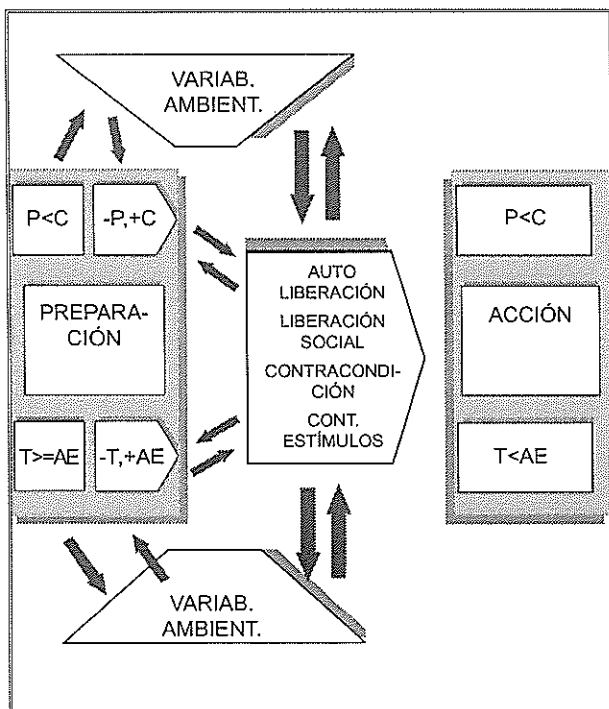 VARIAB.
AMBIENT.
P<C
-P,+C
PREPARA-
CIÓN
T>=AE
-T,+AE
AUTO
LIBERACIÓN
LIBERACIÓN
SOCIAL
CONTRACONDI-
CIÓN
CONT.
ESTÍMULOS
P<C
ACCIÓN
T<AE
VARIAB.
AMBIENT.